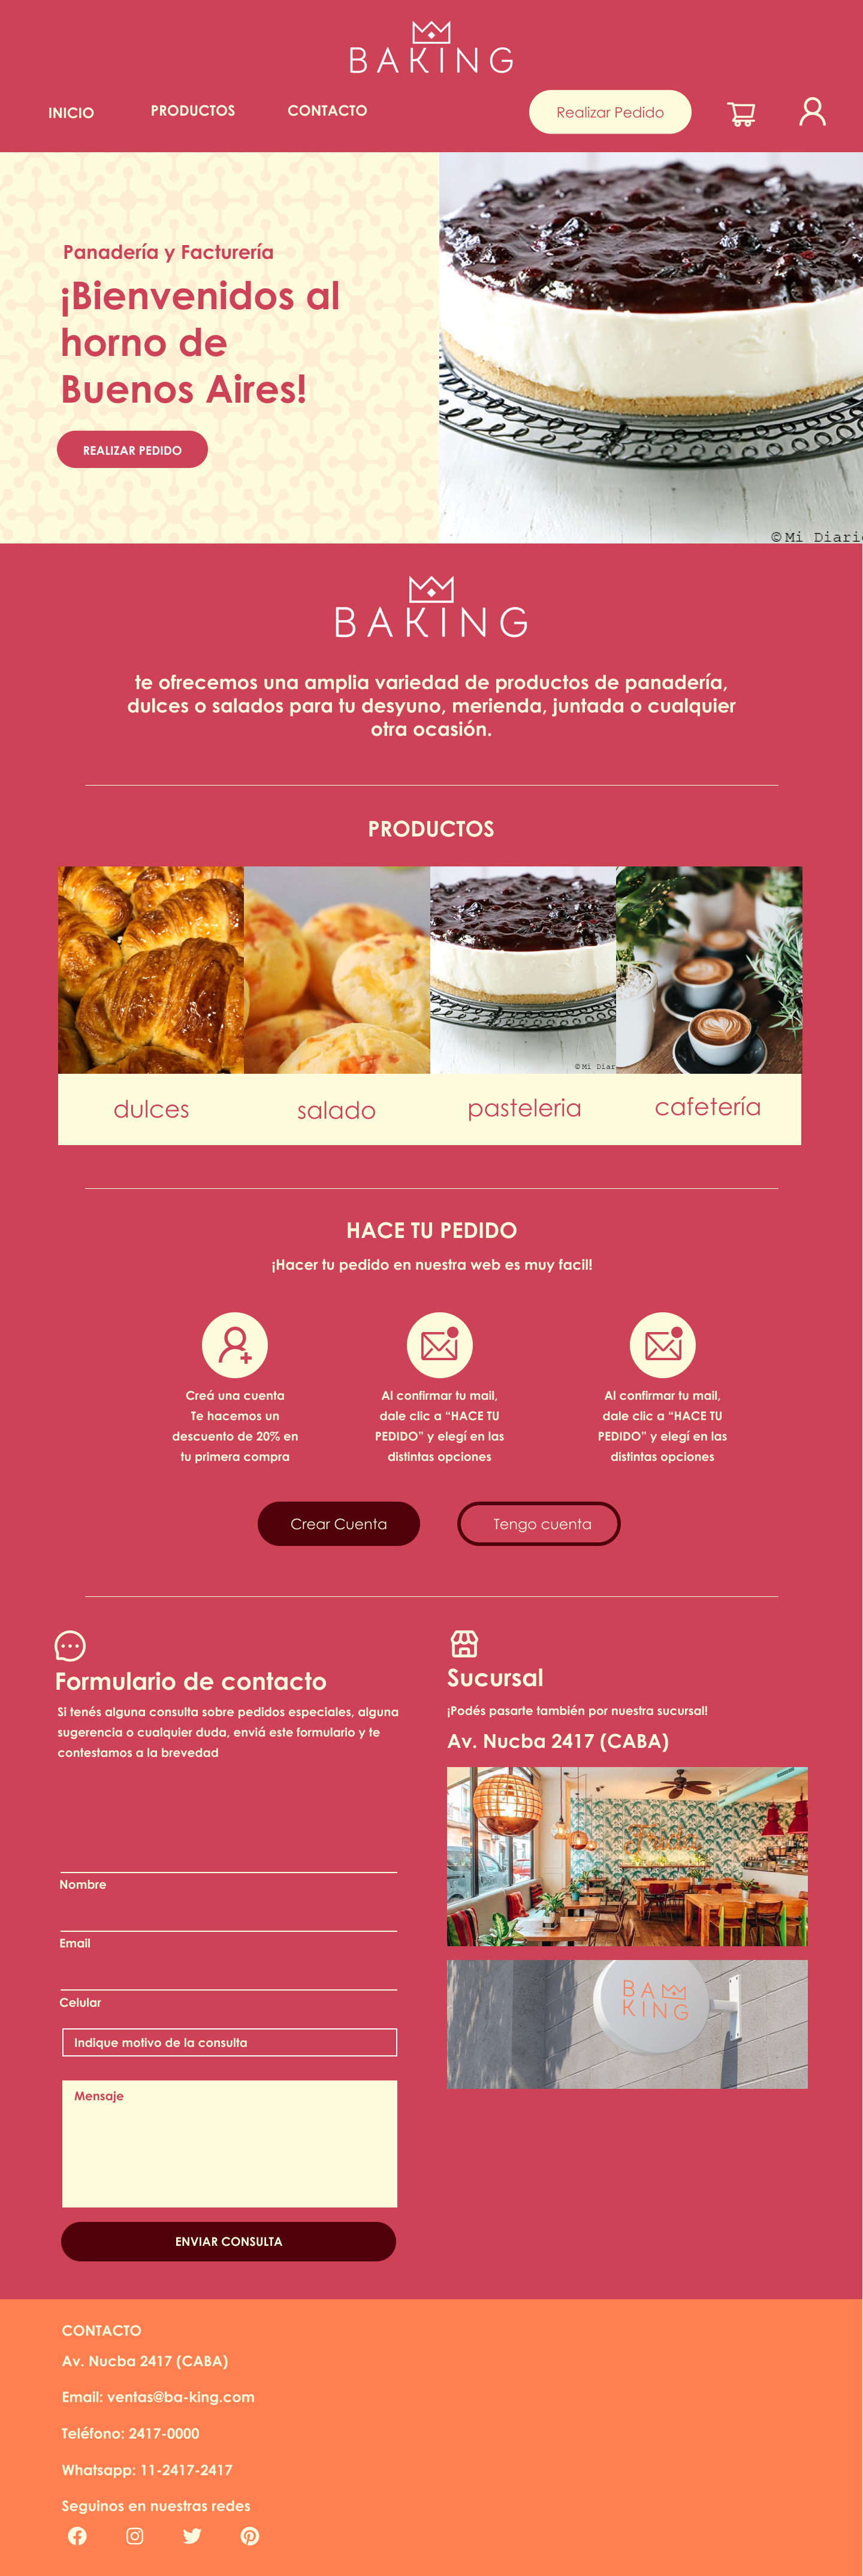 BAKING
INICIO
PRODUCTOS
CONTACTO
Realizar Pedido
Panadería y Facturería
¡Bienvenidos al
horno de
Buenos Aires!
REALIZAR PEDIDO
© Mi Diari
BAKING
te ofrecemos una amplia variedad de productos de panadería,
dulces o salados para tu desyuno, merienda, juntada o cualquier
otra ocasión.
PRODUCTOS
© Mi Diar
dulces
salado
pasteleria
cafetería
HACE TU PEDIDO
¡Hacer tu pedido en nuestra web es muy facil!
Creá una cuenta
Te hacemos un
descuento de 20% en
tu primera compra
Al confirmar tu mail,
dale clic a “HACE TU
PEDIDO” y elegí en las
distintas opciones
Al confirmar tu mail,
dale clic a “HACE TU
PEDIDO” y elegí en las
distintas opciones
Crear Cuenta
Tengo cuenta
Formulario de contacto
Si tenés alguna consulta sobre pedidos especiales, alguna
sugerencia o cualquier duda, enviá este formulario y te
contestamos a la brevedad
Nombre
Email
Celular
Indique motivo de la consulta
Mensaje
ENVIAR CONSULTA
Sucursal
¡Podés pasarte también por nuestra sucursal!
Av. Nucba 2417 (CABA)
BA
KING
CONTACTO
Av. Nucba 2417 (CABA)
Email: ventas@ba-king.com
Teléfono: 2417-0000
Whatsapp: 11-2417-2417
Seguinos en nuestras redes